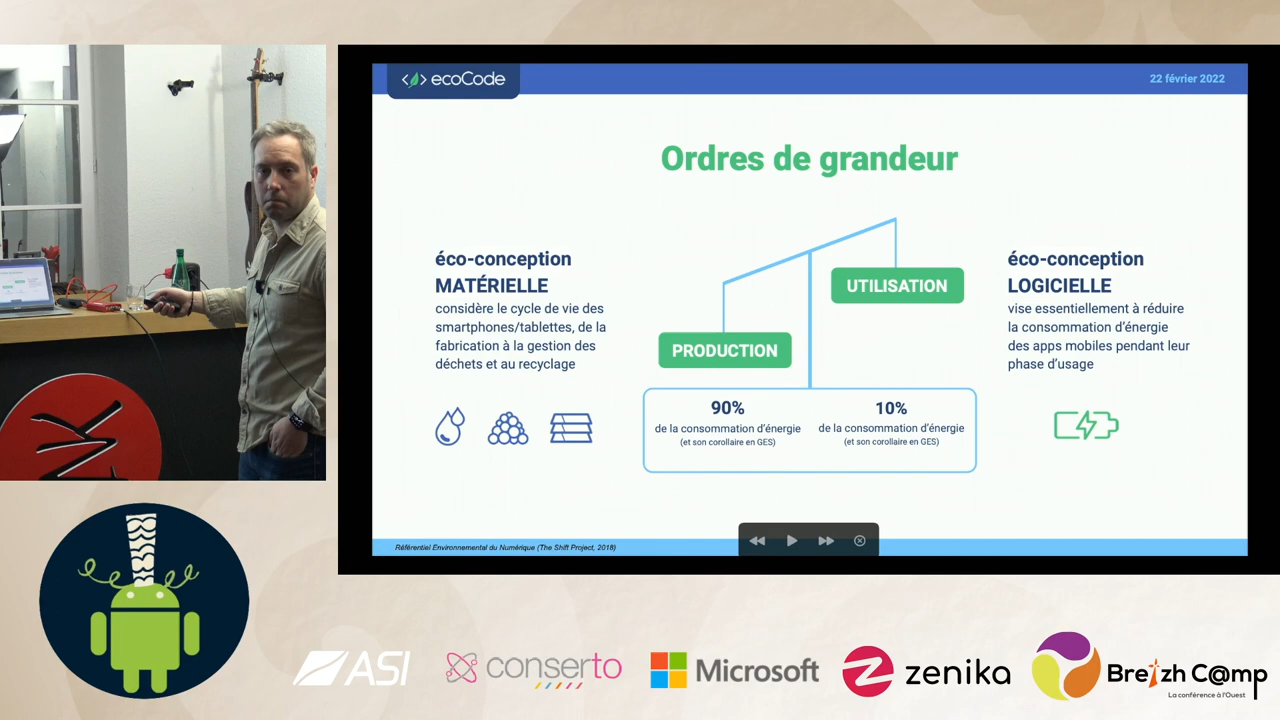 ecoCode
22 février 2022
Ordres de grandeur
éco-conception
MATÉRIELLE
considère le cycle de vie des
smartphones/tablettes, de la
fabrication à la gestion des
déchets et au recyclage
PRODUCTION
UTILISATION
90%
de la consommation d'énergie
(et son corollaire en GES)
10%
de la consommation d'énergie
(et son corollaire en GES)
éco-conception
LOGICIELLE
vise essentiellement à réduire
la consommation d'énergie
des apps mobiles pendant leur
phase d'usage
Référentiel Environnemental du Numérique (The Shift Project, 2018)
ASI
conserto
Microsoft
zenika
Breizh C@mp
La conférence à l'Ouest